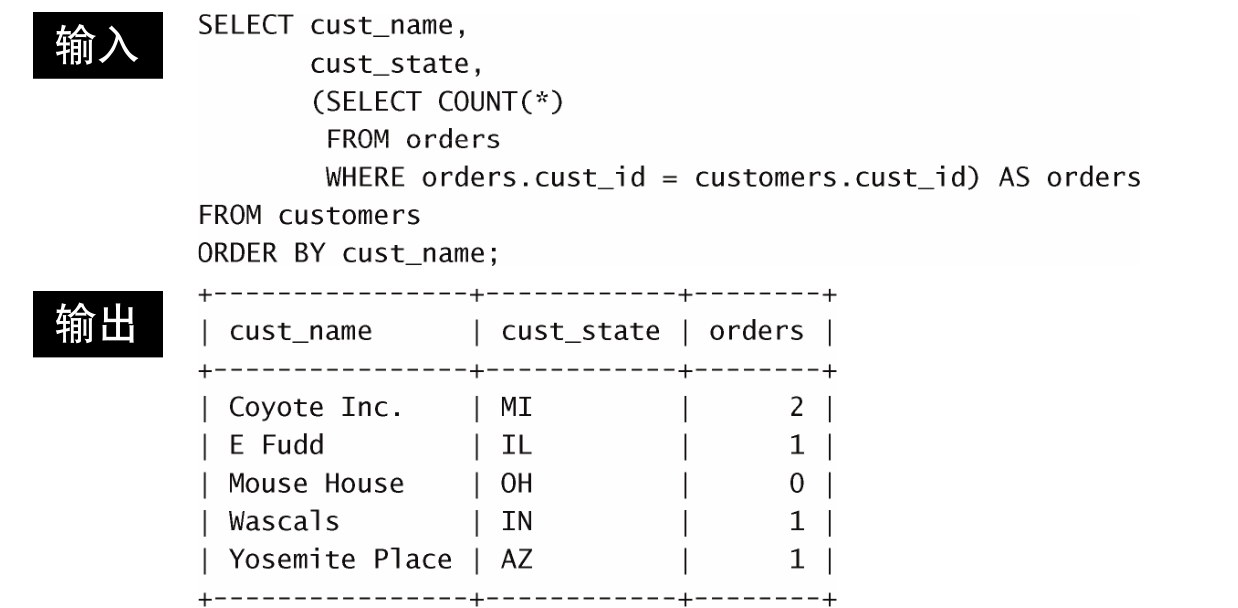 输入
SELECT cust_name,
       cust_state,
       (SELECT COUNT(*)
        FROM orders
        WHERE orders.cust_id = customers.cust_id) AS orders
FROM customers
ORDER BY cust_name;
输出
+----------------+------------+--------+
| cust_name      | cust_state | orders |
+----------------+------------+--------+
| Coyote Inc.    | MI         |      2 |
| E Fudd         | IL         |      1 |
| Mouse House    | OH         |      0 |
| Wascals        | IN         |      1 |
| Yosemite Place | AZ         |      1 |
+----------------+------------+--------+